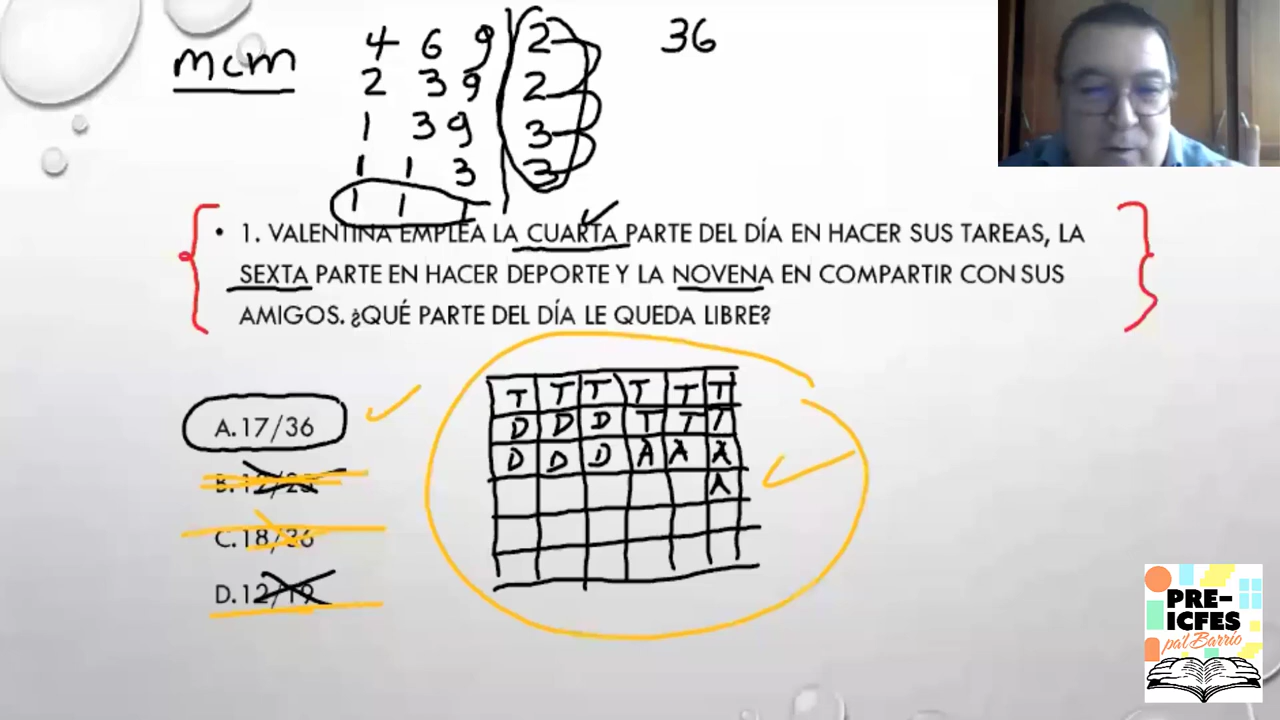 mcm
4 6 9 2
2 3 9 2
1 3 9 3
1 1 3 3
1 1 1
36
• 1. VALENTINA EMPLEA LA CUARTA PARTE DEL DÍA EN HACER SUS TAREAS, LA
SEXTA PARTE EN HACER DEPORTE Y LA NOVENA EN COMPARTIR CON SUS
AMIGOS. ¿QUÉ PARTE DEL DÍA LE QUEDA LIBRE?
A. 17/36
B.
C. 18/36
D. 12/19
T T T T T T
D D D T T T
D D D A A A
A
PRE-
ICFES
pa'l Barrio